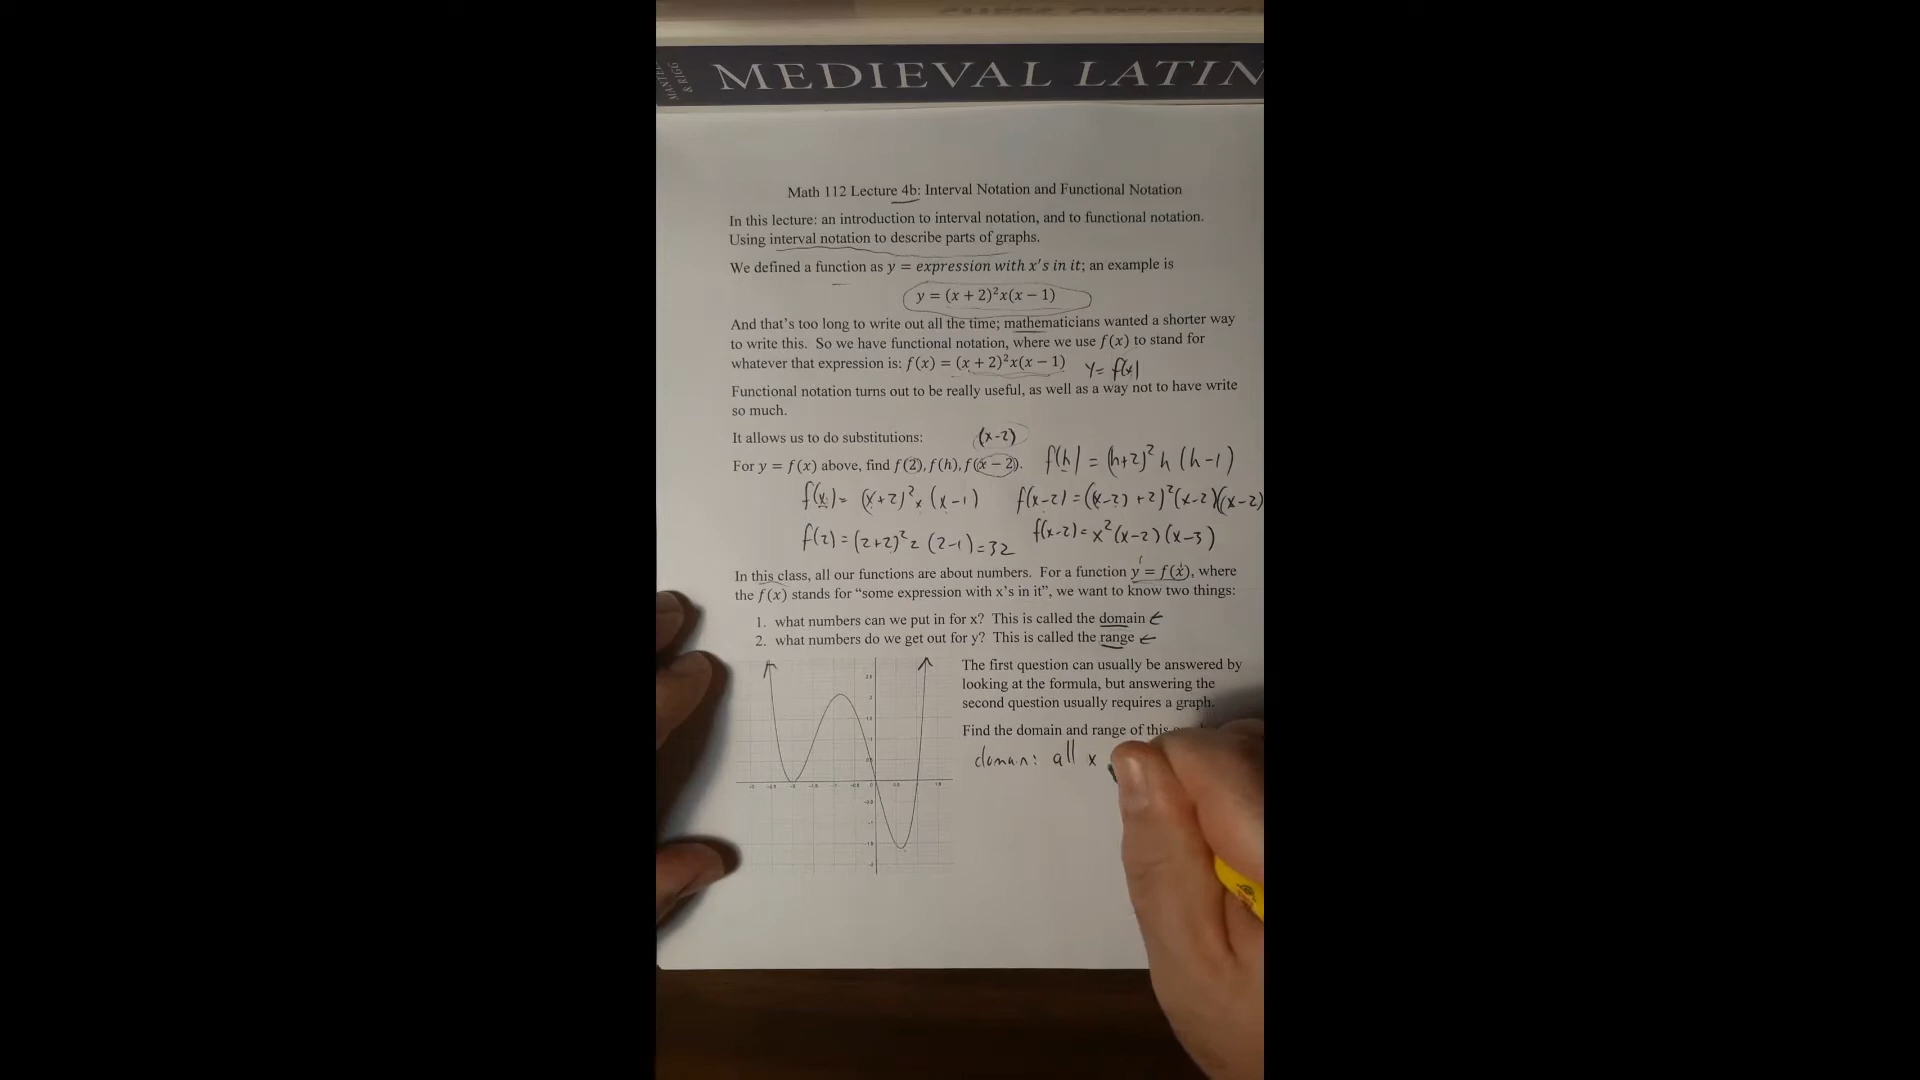 MANTELLO & RIGG MEDIEVAL LATIN
Math 112 Lecture 4b: Interval Notation and Functional Notation
In this lecture: an introduction to interval notation, and to functional notation.
Using interval notation to describe parts of graphs.
We defined a function as y = expression with x's in it; an example is
y = (x + 2)²x(x − 1)
And that's too long to write out all the time; mathematicians wanted a shorter way
to write this. So we have functional notation, where we use f(x) to stand for
whatever that expression is: f(x) = (x + 2)²x(x − 1) y = f(x)
Functional notation turns out to be really useful, as well as a way not to have write
so much.
It allows us to do substitutions: (x-2)
For y = f(x) above, find f(2), f(h), f(x − 2). f(h) = (h+2)² h (h-1)
f(x) = (x+2)² x (x-1) f(x-2) = ((x-2)+2)² (x-2)((x-2)
f(2) = (2+2)² 2 (2-1) = 32 f(x-2) = x² (x-2)(x-3)
In this class, all our functions are about numbers. For a function y = f(x), where
the f(x) stands for "some expression with x's in it", we want to know two things:
1. what numbers can we put in for x? This is called the domain ←
2. what numbers do we get out for y? This is called the range ←
The first question can usually be answered by
looking at the formula, but answering the
second question usually requires a graph.
Find the domain and range of this
domain: all x